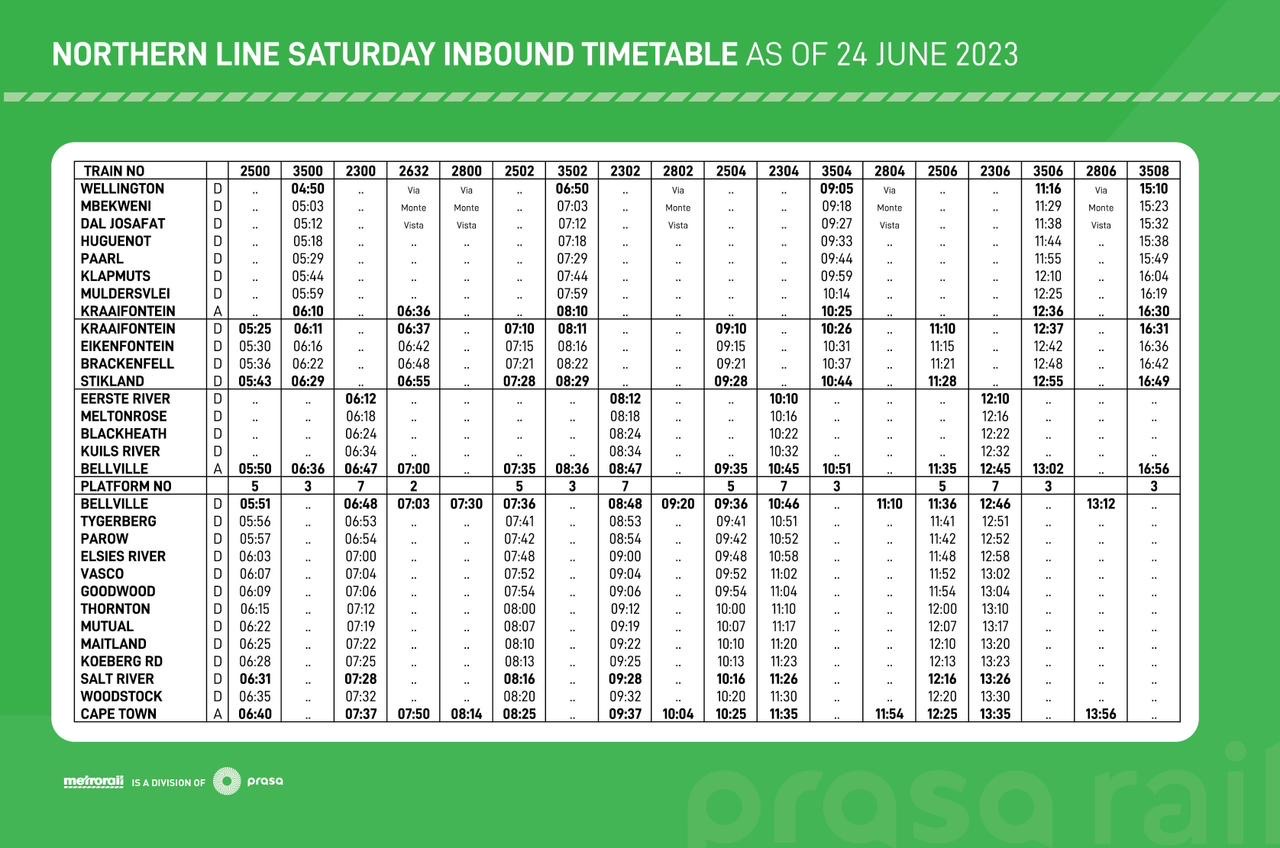 NORTHERN LINE SATURDAY INBOUND TIMETABLE AS OF 24 JUNE 2023
TRAIN NO 2500 3500 2300 2632 2800 2502 3502 2302 2802 2504 2304 3504 2804 2506 2306 3506 2806 3508
WELLINGTON D .. 04:50 .. Via Via .. 06:50 .. Via .. .. 09:05 Via .. .. 11:16 Via 15:10
MBEKWENI D .. 05:03 .. Monte Monte .. 07:03 .. Monte .. .. 09:18 Monte .. .. 11:29 Monte 15:23
DAL JOSAFAT D .. 05:12 .. Vista Vista .. 07:12 .. Vista .. .. 09:27 Vista .. .. 11:38 Vista 15:32
HUGUENOT D .. 05:18 .. .. .. .. 07:18 .. .. .. .. 09:33 .. .. .. 11:44 .. 15:38
PAARL D .. 05:29 .. .. .. .. 07:29 .. .. .. .. 09:44 .. .. .. 11:55 .. 15:49
KLAPMUTS D .. 05:44 .. .. .. .. 07:44 .. .. .. .. 09:59 .. .. .. 12:10 .. 16:04
MULDERSVLEI D .. 05:59 .. .. .. .. 07:59 .. .. .. .. 10:14 .. .. .. 12:25 .. 16:19
KRAAIFONTEIN A .. 06:10 .. 06:36 .. .. 08:10 .. .. .. .. 10:25 .. .. .. 12:36 .. 16:30
KRAAIFONTEIN D 05:25 06:11 .. 06:37 .. 07:10 08:11 .. .. 09:10 .. 10:26 .. 11:10 .. 12:37 .. 16:31
EIKENFONTEIN D 05:30 06:16 .. 06:42 .. 07:15 08:16 .. .. 09:15 .. 10:31 .. 11:15 .. 12:42 .. 16:36
BRACKENFELL D 05:36 06:22 .. 06:48 .. 07:21 08:22 .. .. 09:21 .. 10:37 .. 11:21 .. 12:48 .. 16:42
STIKLAND D 05:43 06:29 .. 06:55 .. 07:28 08:29 .. .. 09:28 .. 10:44 .. 11:28 .. 12:55 .. 16:49
EERSTE RIVER D .. .. 06:12 .. .. .. .. 08:12 .. .. 10:10 .. .. .. 12:10 .. .. ..
MELTONROSE D .. .. 06:18 .. .. .. .. 08:18 .. .. 10:16 .. .. .. 12:16 .. .. ..
BLACKHEATH D .. .. 06:24 .. .. .. .. 08:24 .. .. 10:22 .. .. .. 12:22 .. .. ..
KUILS RIVER D .. .. 06:34 .. .. .. .. 08:34 .. .. 10:32 .. .. .. 12:32 .. .. ..
BELLVILLE A 05:50 06:36 06:47 07:00 .. 07:35 08:36 08:47 .. 09:35 10:45 10:51 .. 11:35 12:45 13:02 .. 16:56
PLATFORM NO 5 3 7 2 5 3 7 5 7 3 5 7 3 3
BELLVILLE D 05:51 .. 06:48 07:03 07:30 07:36 .. 08:48 09:20 09:36 10:46 .. 11:10 11:36 12:46 .. 13:12 ..
TYGERBERG D 05:56 .. 06:53 .. .. 07:41 .. 08:53 .. 09:41 10:51 .. .. 11:41 12:51 .. .. ..
PAROW D 05:57 .. 06:54 .. .. 07:42 .. 08:54 .. 09:42 10:52 .. .. 11:42 12:52 .. .. ..
ELSIES RIVER D 06:03 .. 07:00 .. .. 07:48 .. 09:00 .. 09:48 10:58 .. .. 11:48 12:58 .. .. ..
VASCO D 06:07 .. 07:04 .. .. 07:52 .. 09:04 .. 09:52 11:02 .. .. 11:52 13:02 .. .. ..
GOODWOOD D 06:09 .. 07:06 .. .. 07:54 .. 09:06 .. 09:54 11:04 .. .. 11:54 13:04 .. .. ..
THORNTON D 06:15 .. 07:12 .. .. 08:00 .. 09:12 .. 10:00 11:10 .. .. 12:00 13:10 .. .. ..
MUTUAL D 06:22 .. 07:19 .. .. 08:07 .. 09:19 .. 10:07 11:17 .. .. 12:07 13:17 .. .. ..
MAITLAND D 06:25 .. 07:22 .. .. 08:10 .. 09:22 .. 10:10 11:20 .. .. 12:10 13:20 .. .. ..
KOEBERG RD D 06:28 .. 07:25 .. .. 08:13 .. 09:25 .. 10:13 11:23 .. .. 12:13 13:23 .. .. ..
SALT RIVER D 06:31 .. 07:28 .. .. 08:16 .. 09:28 .. 10:16 11:26 .. .. 12:16 13:26 .. .. ..
WOODSTOCK D 06:35 .. 07:32 .. .. 08:20 .. 09:32 .. 10:20 11:30 .. .. 12:20 13:30 .. .. ..
CAPE TOWN A 06:40 .. 07:37 07:50 08:14 08:25 .. 09:37 10:04 10:25 11:35 .. 11:54 12:25 13:35 .. 13:56 ..
metrorail IS A DIVISION OF prasa
prasa rail